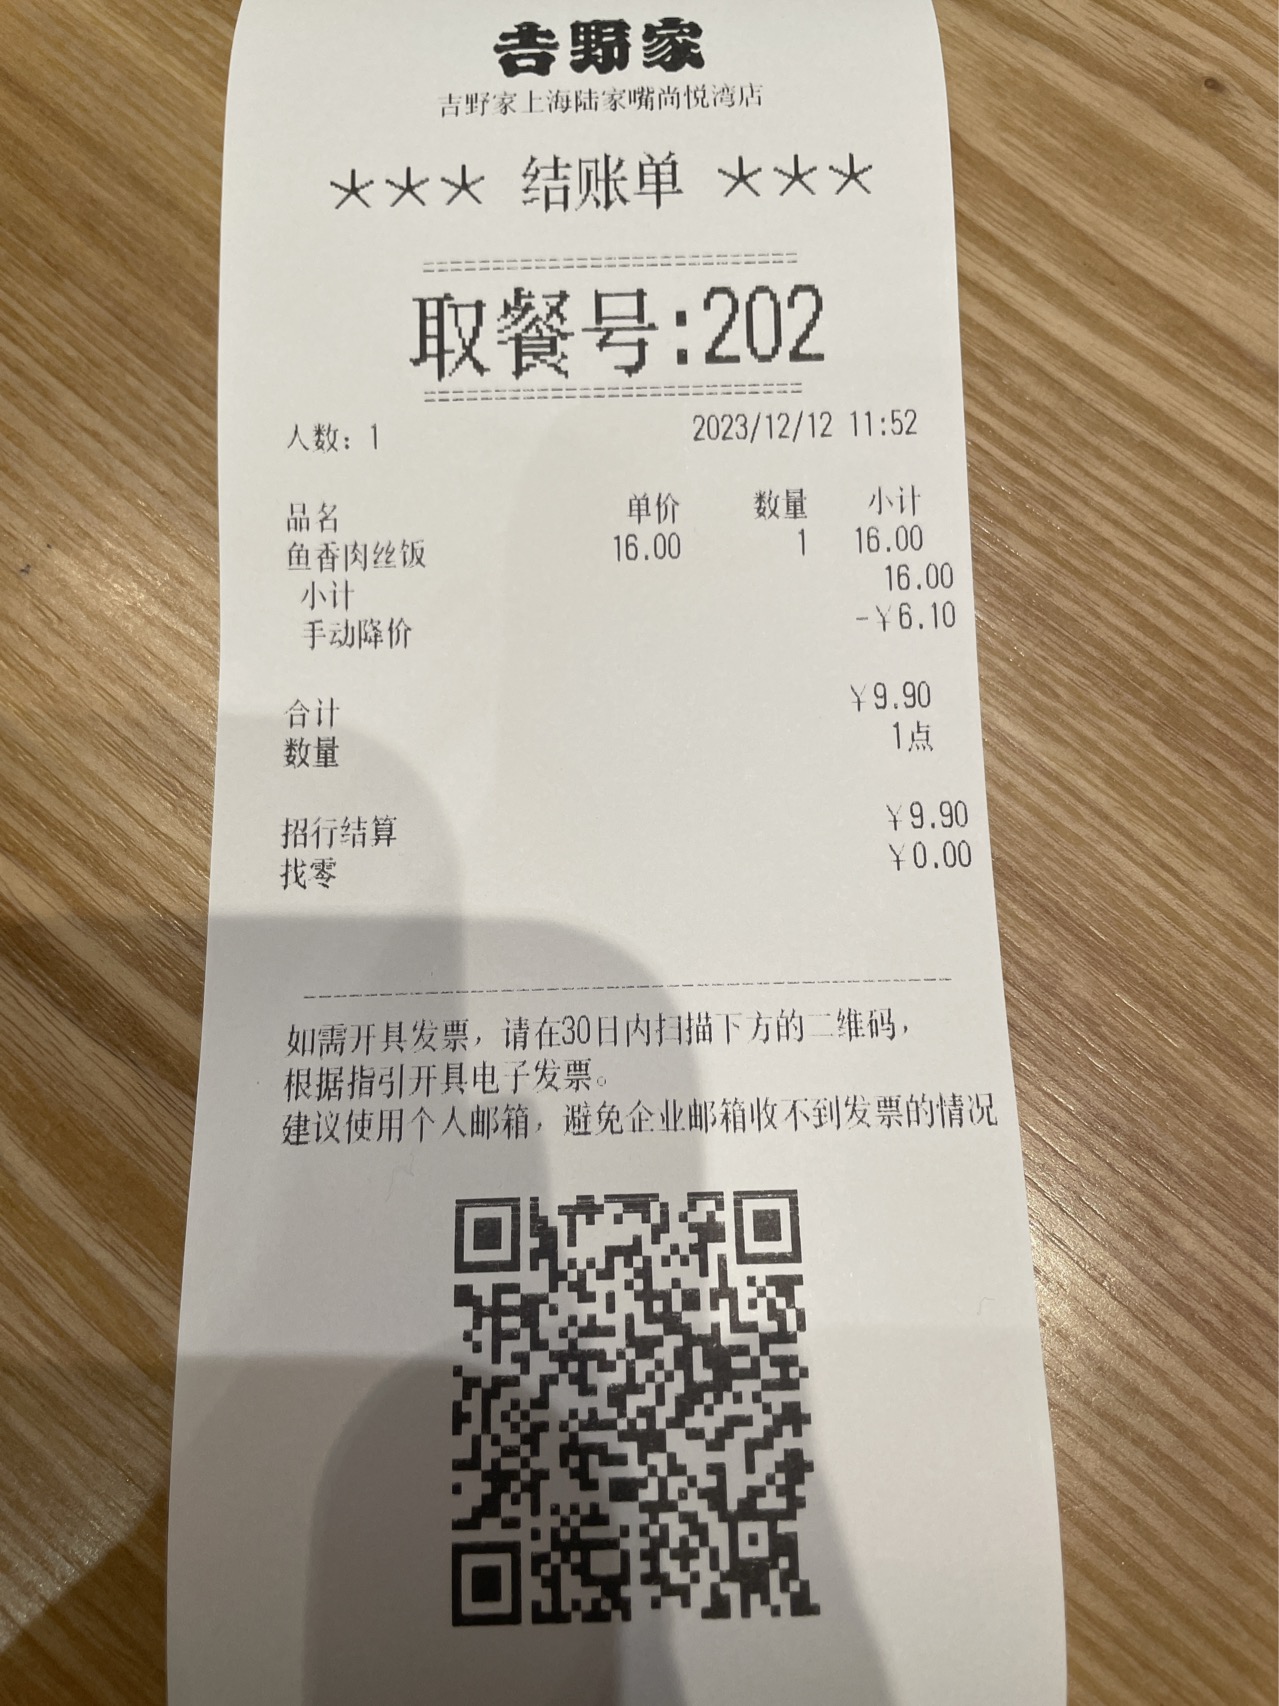 吉野家
吉野家上海陆家嘴尚悦湾店
*** 结账单 ***
===========================
取餐号:202
===========================
人数: 1 2023/12/12 11:52
品名 单价 数量 小计
鱼香肉丝饭 16.00 1 16.00
小计 16.00
手动降价 -¥6.10
合计 ¥9.90
数量 1点
招行结算 ¥9.90
找零 ¥0.00
如需开具发票，请在30日内扫描下方的二维码，
根据指引开具电子发票。
建议使用个人邮箱，避免企业邮箱收不到发票的情况